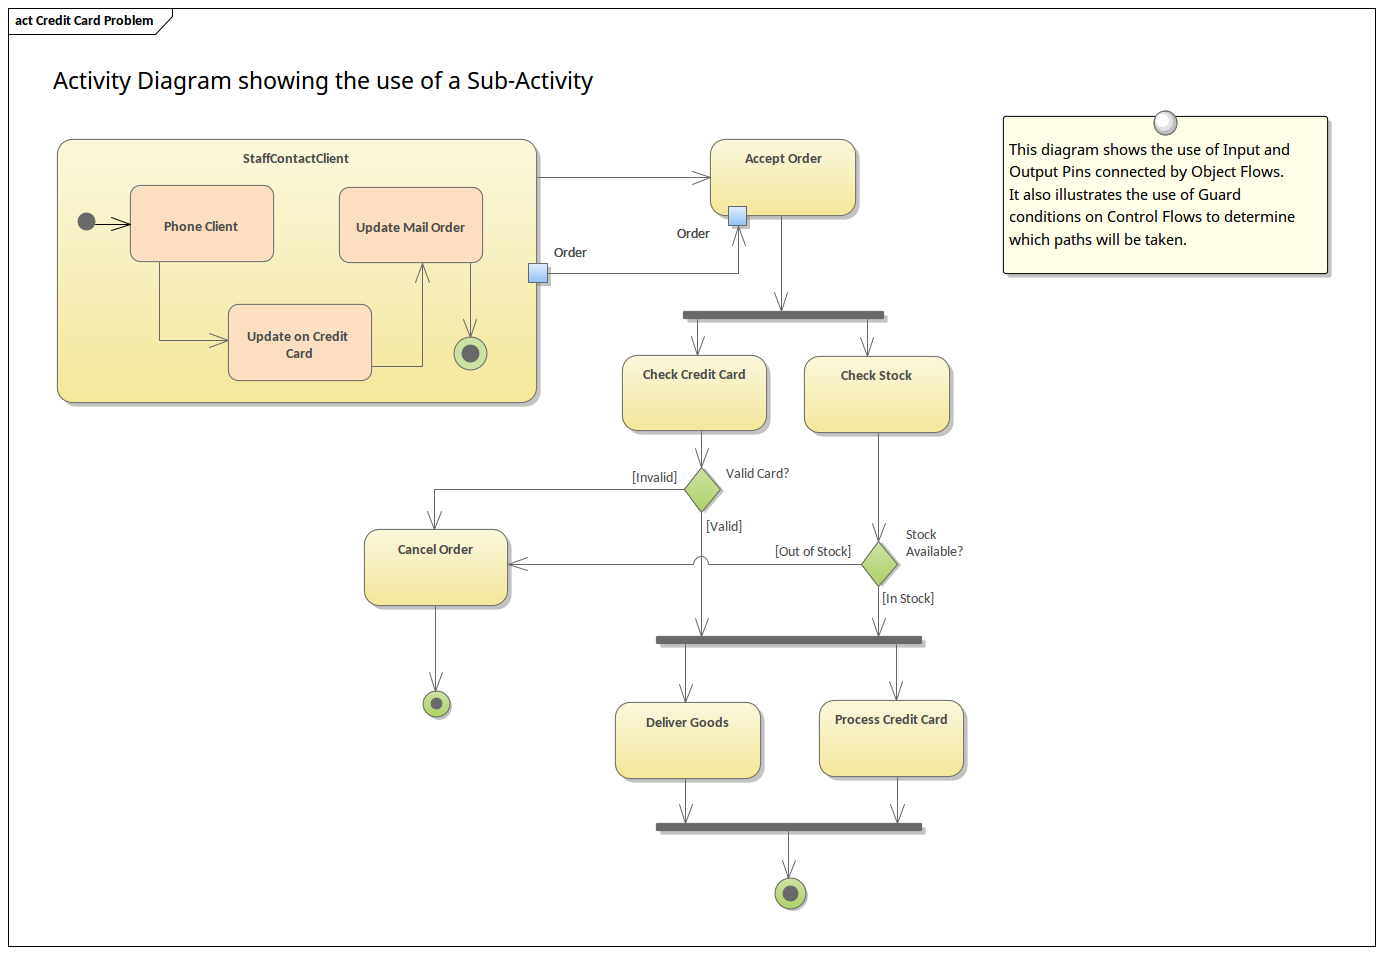 act Credit Card Problem
Activity Diagram showing the use of a Sub-Activity
This diagram shows the use of Input and
Output Pins connected by Object Flows.
It also illustrates the use of Guard
conditions on Control Flows to determine
which paths will be taken.
StaffContactClient
Accept Order
Phone Client
Update Mail Order
Order
Order
Update on Credit
Card
Check Credit Card
Check Stock
[Invalid]
Valid Card?
[Valid]
Stock
Available?
Cancel Order
[Out of Stock]
[In Stock]
Deliver Goods
Process Credit Card